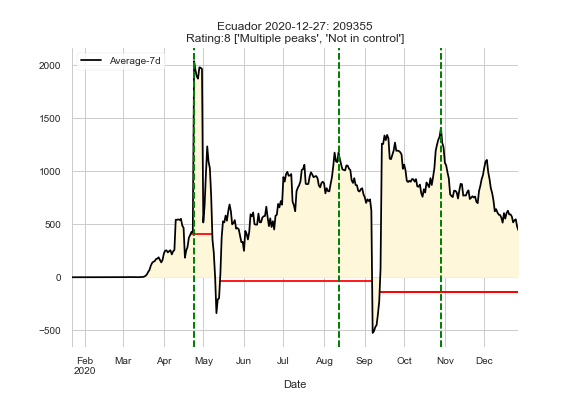 Ecuador 2020-12-27: 209355
Rating:8 ['Multiple peaks', 'Not in control']
Average-7d
2000
1500
1000
500
0
−500
Feb Mar Apr May Jun Jul Aug Sep Oct Nov Dec
2020
Date